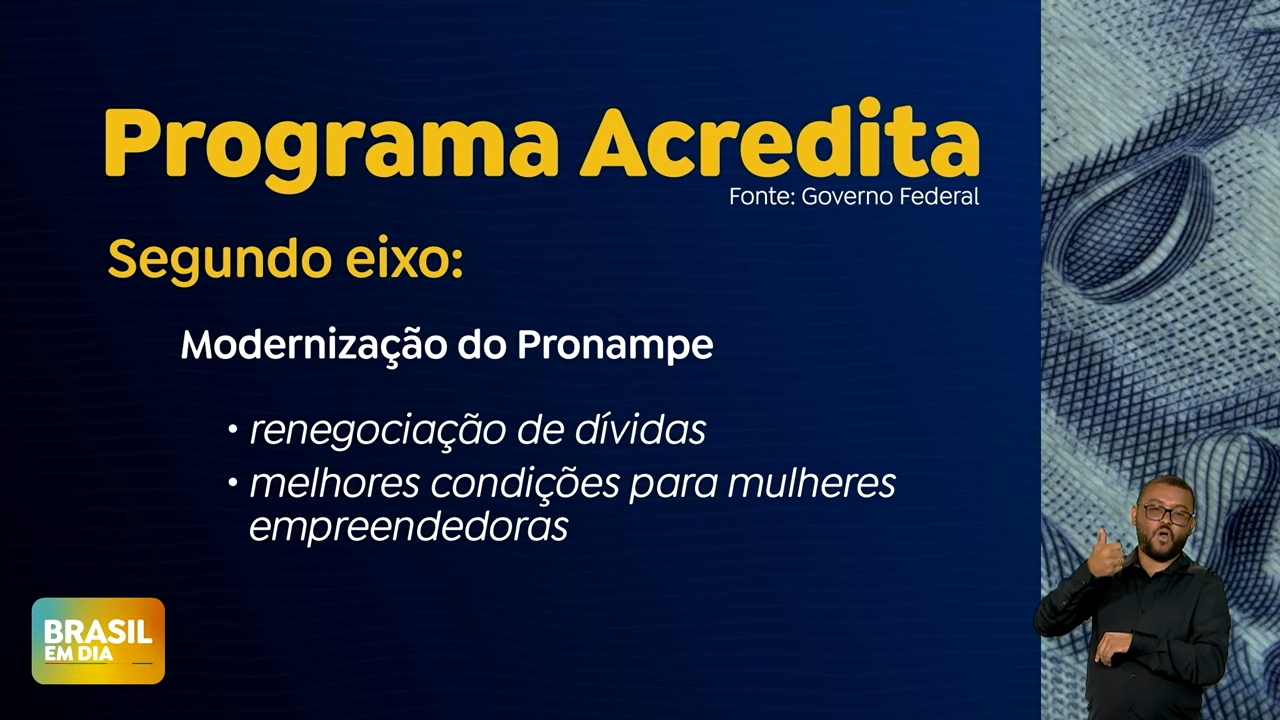 Programa Acredita
Fonte: Governo Federal
Segundo eixo:
Modernização do Pronampe
• renegociação de dívidas
• melhores condições para mulheres
empreendedoras
BRASIL
EM DIA